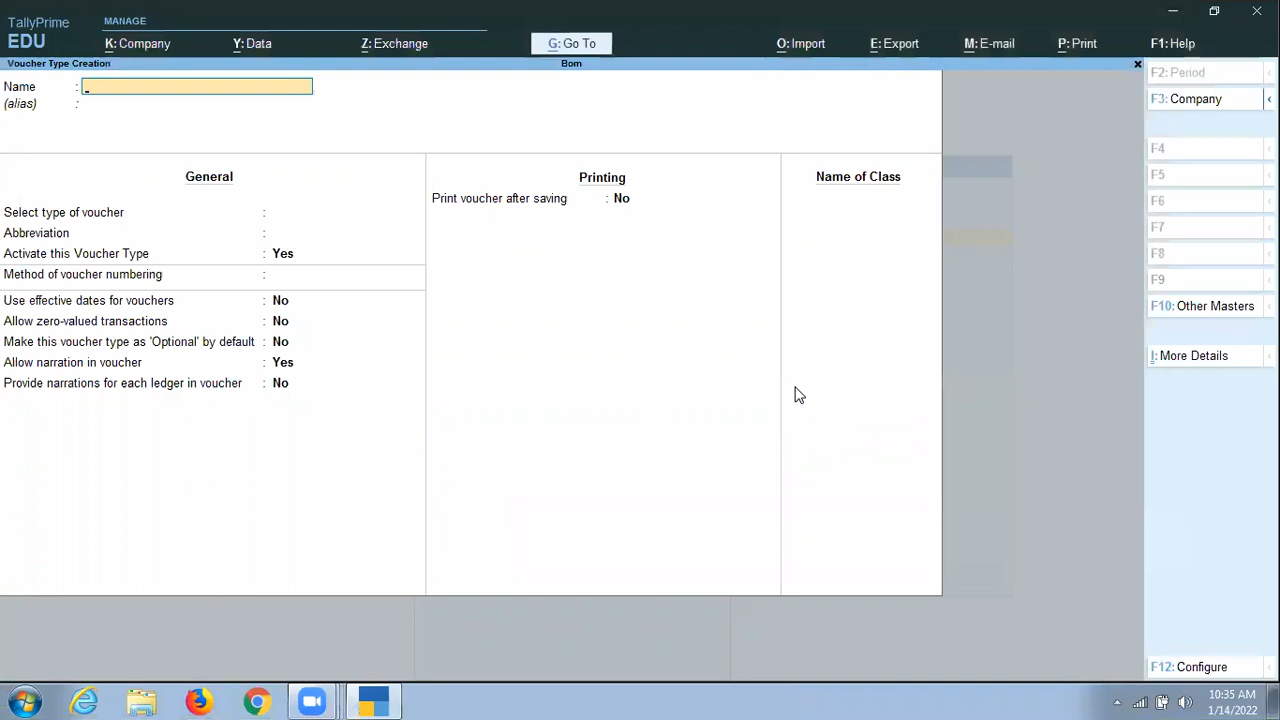 TallyPrime
EDU
MANAGE
K: Company
Y: Data
Z: Exchange
G: Go To
O: Import
E: Export
M: E-mail
P: Print
F1: Help
Voucher Type Creation
Bom
Name :
(alias) :
General
Select type of voucher :
Abbreviation :
Activate this Voucher Type : Yes
Method of voucher numbering :
Use effective dates for vouchers : No
Allow zero-valued transactions : No
Make this voucher type as 'Optional' by default : No
Allow narration in voucher : Yes
Provide narrations for each ledger in voucher : No
Printing
Print voucher after saving : No
Name of Class
F2: Period
F3: Company
F4
F5
F6
F7
F8
F9
F10: Other Masters
I: More Details
F12: Configure
10:35 AM
1/14/2022